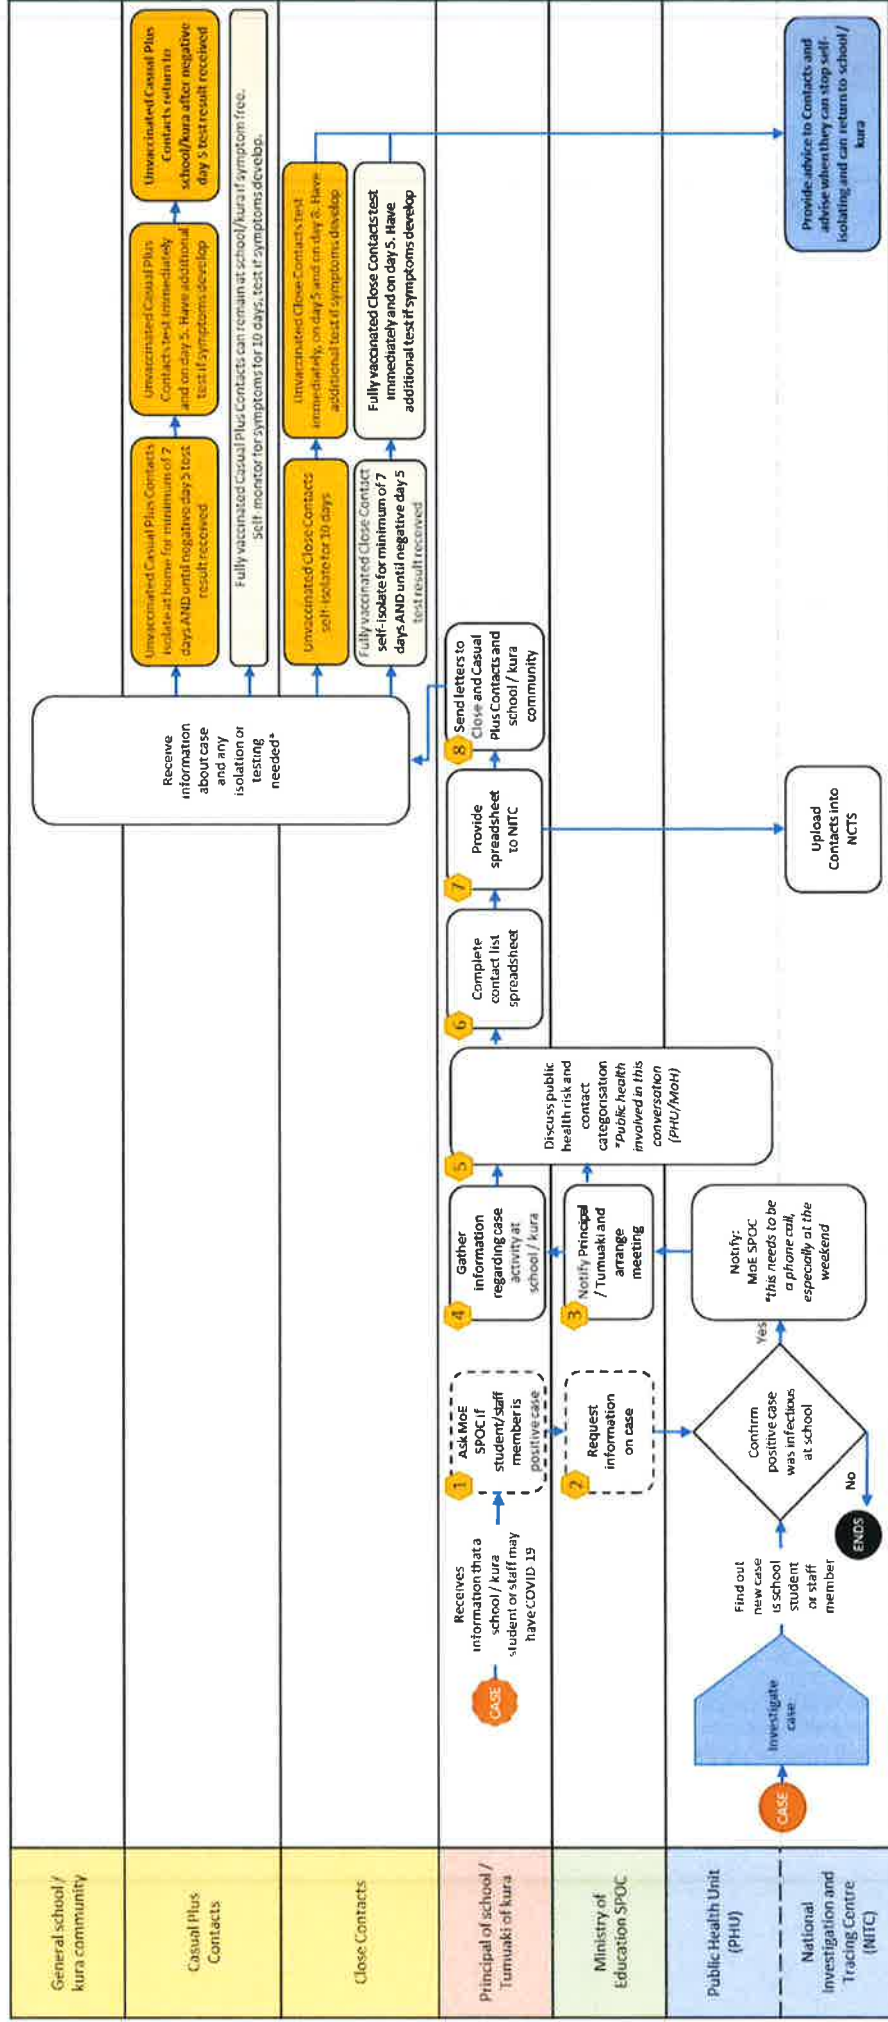 General school /
kura community
Casual Plus
Contacts
Close Contacts
Principal of school /
Tumuaki of kura
Ministry of
Education SPOC
Public Health Unit
(PHU)
National
Investigation and
Tracing Centre
(NITC)
CASE
Receives
information that a
school / kura
student or staff may
have COVID 19
1
Ask MoE
SPOC if
student/staff
member is
positive case
2
Request
information
on case
CASE
Investigate
case
Find out
new case
is school
student
or staff
member
Confirm
positive case
was infectious
at school
No
ENDS
Yes
Notify:
MoE SPOC
*this needs to be
a phone call,
especially at the
weekend
3
Notify Principal
/ Tumuaki and
arrange
meeting
4
Gather
information
regarding case
activity at
school / kura
5
Discuss public
health risk and
contact
categorisation
*Public health
involved in this
conversation
(PHU/MoH)
6
Complete
contact list
spreadsheet
7
Provide
spreadsheet
to NITC
Upload
Contacts into
NCTS
8
Send letters to
Close and Casual
Plus Contacts and
school / kura
community
Receive
information
about case
and any
isolation or
testing
needed*
Unvaccinated Casual Plus Contacts
isolate at home for minimum of 7
days AND until negative day 5 test
result received
Unvaccinated Casual Plus
Contacts test immediately
and on day 5. Have additional
test if symptoms develop
Unvaccinated Casual Plus
Contacts return to
school/kura after negative
day 5 test result received
Fully vaccinated Casual Plus Contacts can remain at school/kura if symptom free.
Self-monitor for symptoms for 10 days, test if symptoms develop.
Unvaccinated Close Contacts
self-isolate for 10 days
Unvaccinated Close Contacts test
immediately, on day 5 and on day 8. Have
additional test if symptoms develop
Fully vaccinated Close Contact
self-isolate for minimum of 7
days AND until negative day 5
test result received
Fully vaccinated Close Contacts test
immediately and on day 5. Have
additional test if symptoms develop
Provide advice to Contacts and
advise when they can stop self-
isolating and can return to school/
kura